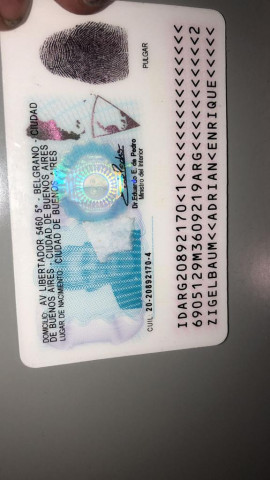 DOMICILIO: AV LIBERTADOR 5460 5° - BELGRANO - CIUDAD
DE BUENOS AIRES - CIUDAD DE BUENOS AIRES
LUGAR DE NACIMIENTO: CIUDAD DE BUENOS AIRES
PULGAR
Dr Eduardo E. de Pedro
Ministro del Interior
CUIL 20-20892170-4
IDARG20892170<1<<<<<<<<<<<<<<<
6905129M3609219ARG<<<<<<<<<<<2
ZIGELBAUM<<ADRIAN<ENRIQUE<<<<<